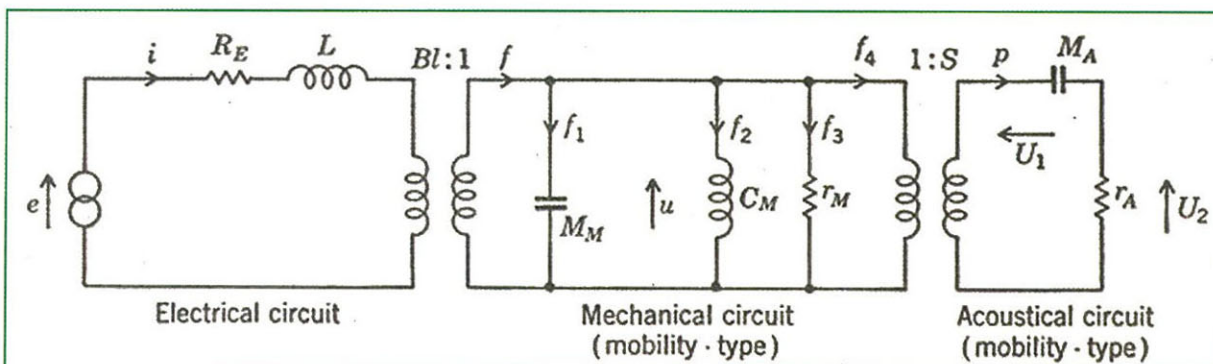 i R_E L Bl:1 f f_4 1:S p M_A
f_1 f_2 f_3 U_1
e u C_M r_M r_A U_2
M_M
Electrical circuit Mechanical circuit Acoustical circuit
(mobility-type) (mobility-type)